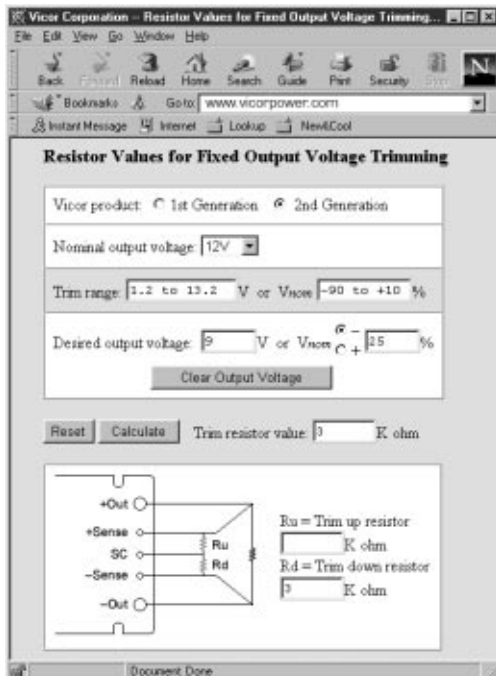 Vicor Corporation -- Resistor Values for Fixed Output Voltage Trimming...
File Edit View Go Window Help
Back Forward Reload Home Search Guide Print Security Stop N
Bookmarks Go to: www.vicorpower.com
Instant Message Internet Lookup New&Cool
Resistor Values for Fixed Output Voltage Trimming
Vicor product: 1st Generation 2nd Generation
Nominal output voltage: 12V
Trim range: 1.2 to 13.2 V or Vnom -90 to +10 %
Desired output voltage: 9 V or Vnom - + 25 %
Clear Output Voltage
Reset Calculate Trim resistor value: 3 K ohm
+Out
+Sense
SC
-Sense
-Out
Ru
Rd
Ru = Trim up resistor
K ohm
Rd = Trim down resistor
3 K ohm
Document Done